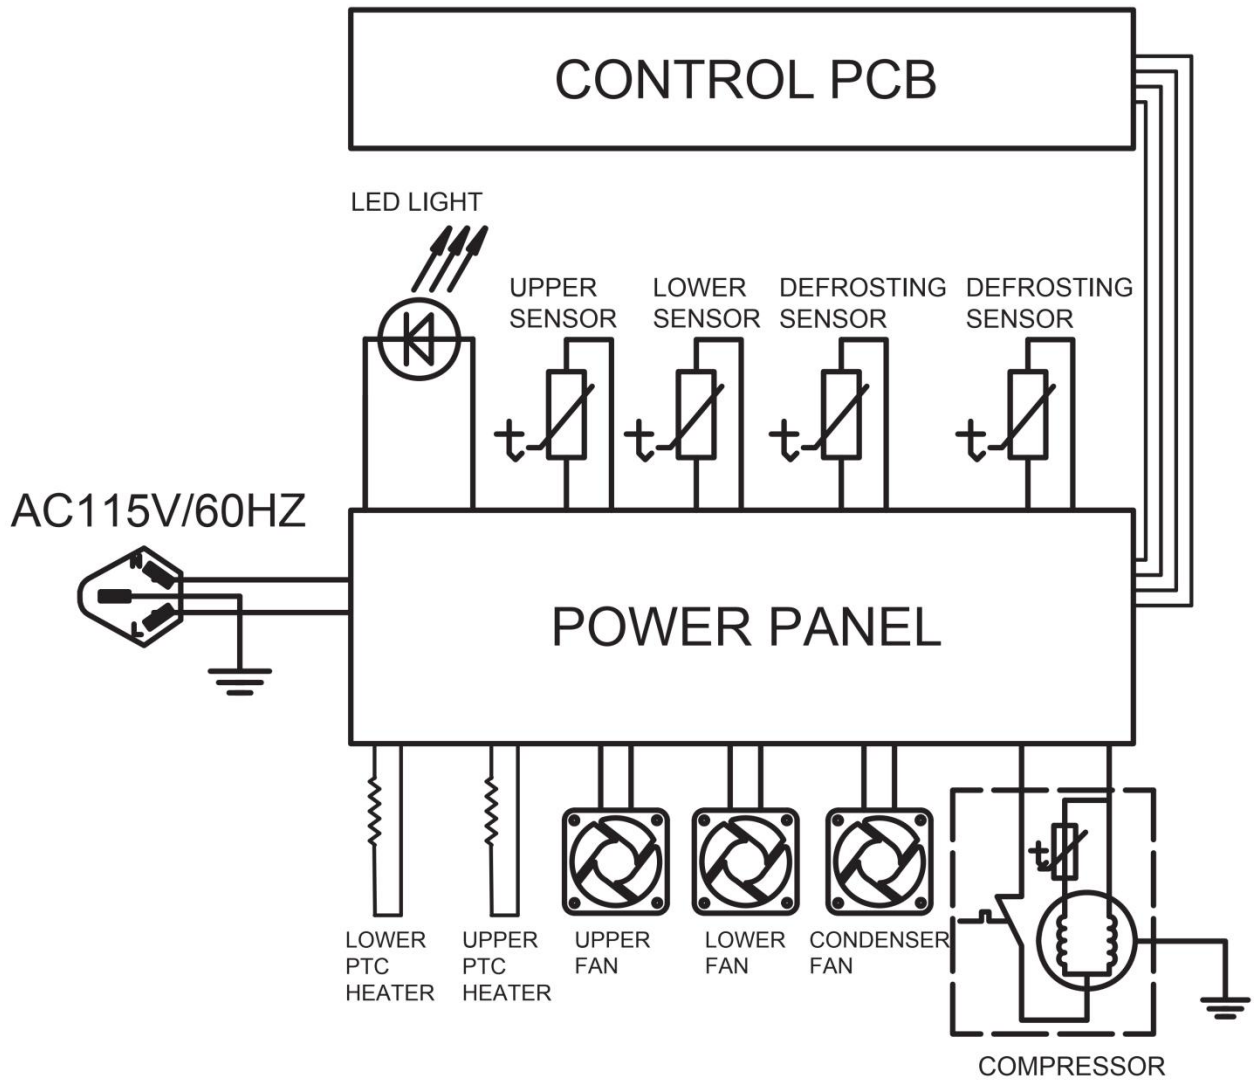 CONTROL PCB
LED LIGHT
UPPER
SENSOR
LOWER
SENSOR
DEFROSTING
SENSOR
DEFROSTING
SENSOR
t
t
t
t
AC115V/60HZ
N
L
POWER PANEL
t
LOWER
PTC
HEATER
UPPER
PTC
HEATER
UPPER
FAN
LOWER
FAN
CONDENSER
FAN
COMPRESSOR